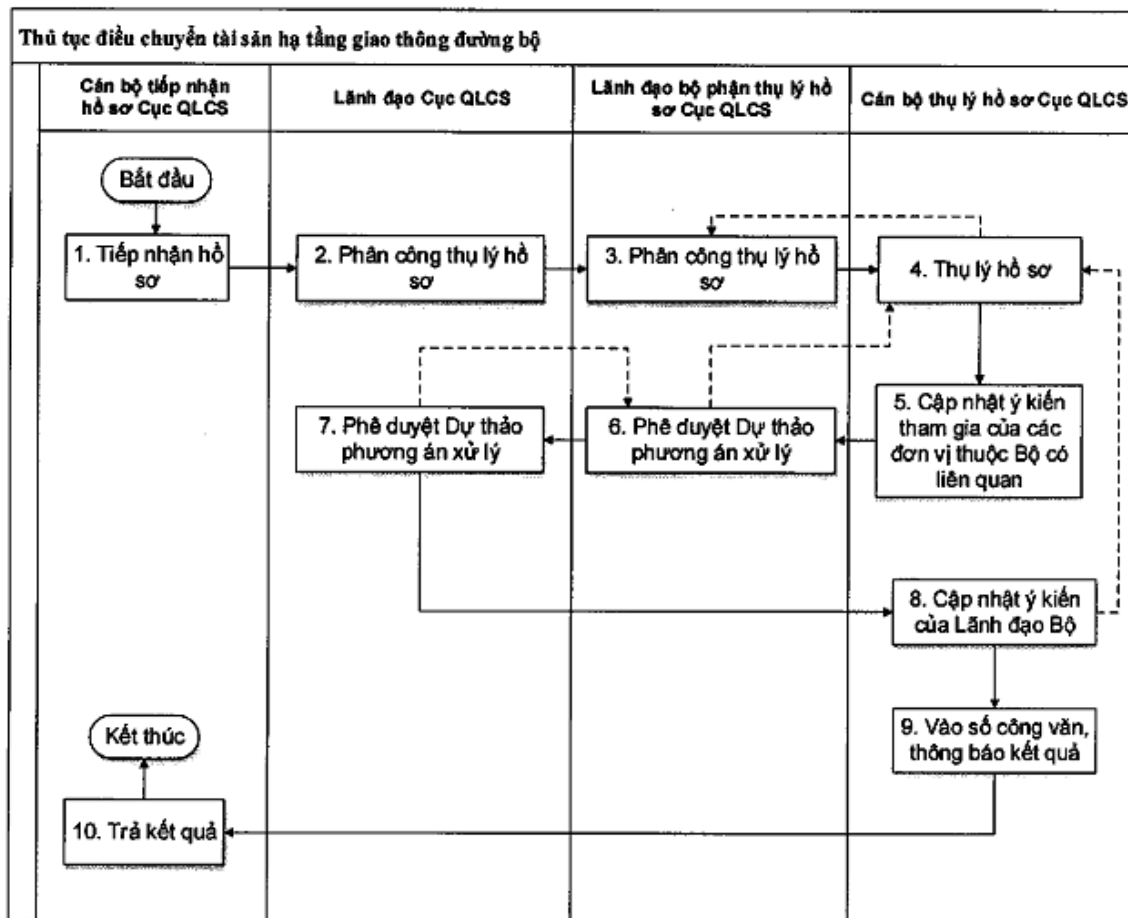 Thủ tục điều chuyển tài sản hạ tầng giao thông đường bộ
Cán bộ tiếp nhận
hồ sơ Cục QLCS
Lãnh đạo Cục QLCS
Lãnh đạo bộ phận thụ lý hồ
sơ Cục QLCS
Cán bộ thụ lý hồ sơ Cục QLCS
Bắt đầu
1. Tiếp nhận hồ
sơ
2. Phân công thụ lý hồ
sơ
3. Phân công thụ lý hồ
sơ
4. Thụ lý hồ sơ
7. Phê duyệt Dự thảo
phương án xử lý
6. Phê duyệt Dự thảo
phương án xử lý
5. Cập nhật ý kiến
tham gia của các
đơn vị thuộc Bộ có
liên quan
8. Cập nhật ý kiến
của Lãnh đạo Bộ
Kết thúc
9. Vào số công văn,
thông báo kết quả
10. Trả kết quả